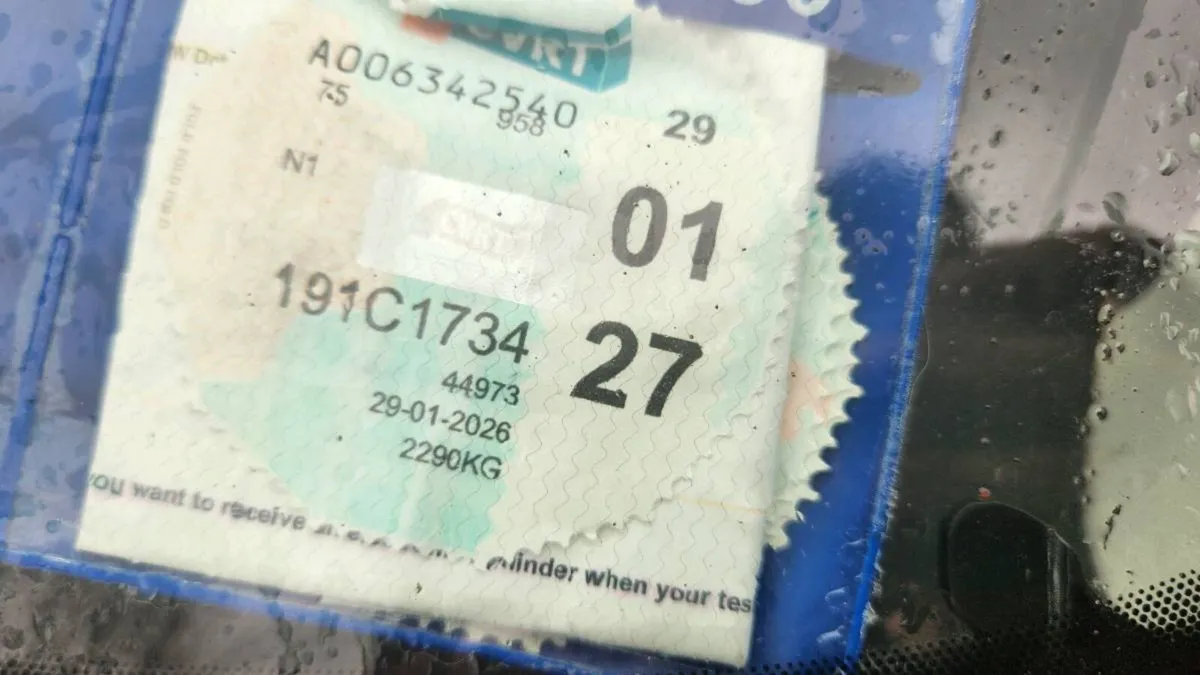 CVRT
A006342540
75
958
29
N1
01
191C1734
27
44973
29-01-2026
2290KG
you want to receive
when your tes